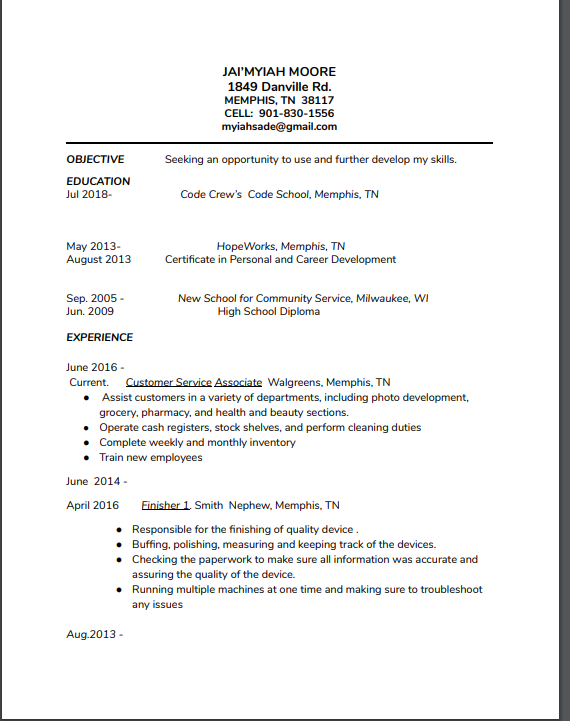 JAI'MYIAH MOORE
1849 Danville Rd.
MEMPHIS, TN 38117
CELL: 901-830-1556
myiahsade@gmail.com
OBJECTIVE Seeking an opportunity to use and further develop my skills.
EDUCATION
Jul 2018- Code Crew's Code School, Memphis, TN
May 2013- HopeWorks, Memphis, TN
August 2013 Certificate in Personal and Career Development
Sep. 2005 - New School for Community Service, Milwaukee, WI
Jun. 2009 High School Diploma
EXPERIENCE
June 2016 -
Current. Customer Service Associate Walgreens, Memphis, TN
● Assist customers in a variety of departments, including photo development,
grocery, pharmacy, and health and beauty sections.
● Operate cash registers, stock shelves, and perform cleaning duties
● Complete weekly and monthly inventory
● Train new employees
June 2014 -
April 2016 Finisher 1. Smith Nephew, Memphis, TN
● Responsible for the finishing of quality device .
● Buffing, polishing, measuring and keeping track of the devices.
● Checking the paperwork to make sure all information was accurate and
assuring the quality of the device.
● Running multiple machines at one time and making sure to troubleshoot
any issues
Aug.2013 -